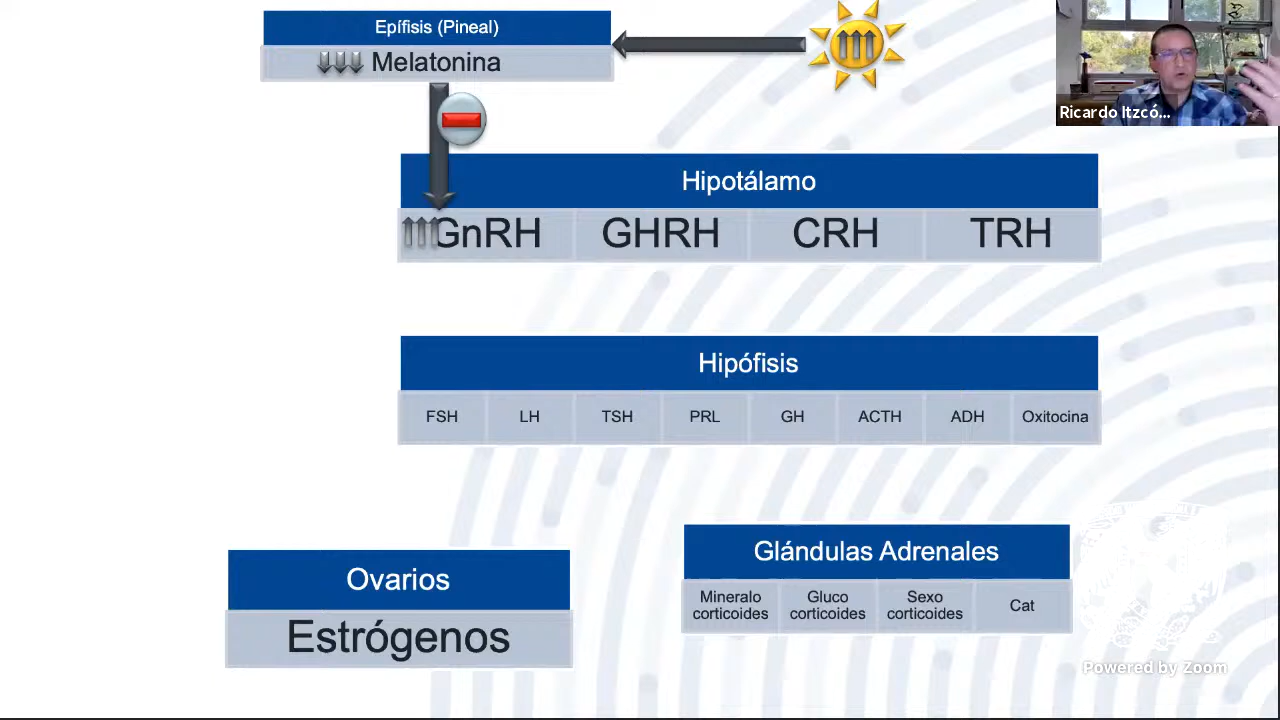 Epífisis (Pineal)
Melatonina
Ricardo Itzcó...
Hipotálamo
GnRH GHRH CRH TRH
Hipófisis
FSH LH TSH PRL GH ACTH ADH Oxitocina
Ovarios
Estrógenos
Glándulas Adrenales
Mineralo corticoides
Gluco corticoides
Sexo corticoides
Cat
Powered by Zoom